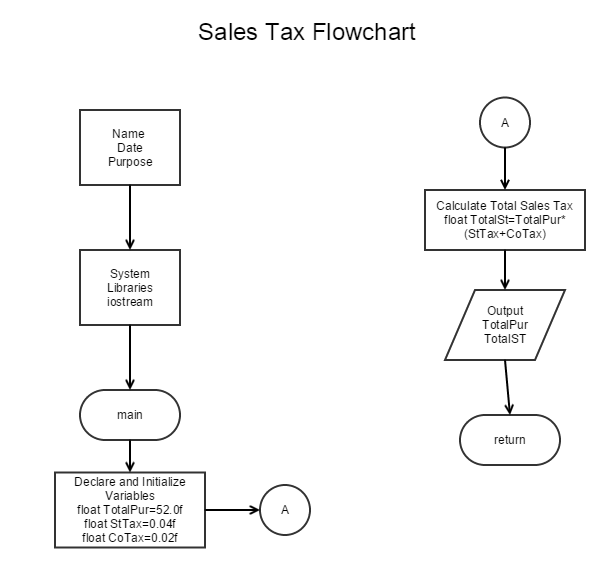 Sales Tax Flowchart
Name
Date
Purpose
System
Libraries
iostream
main
Declare and Initialize
Variables
float TotalPur=52.0f
float StTax=0.04f
float CoTax=0.02f
A
A
Calculate Total Sales Tax
float TotalSt=TotalPur*
(StTax+CoTax)
Output
TotalPur
TotalST
return